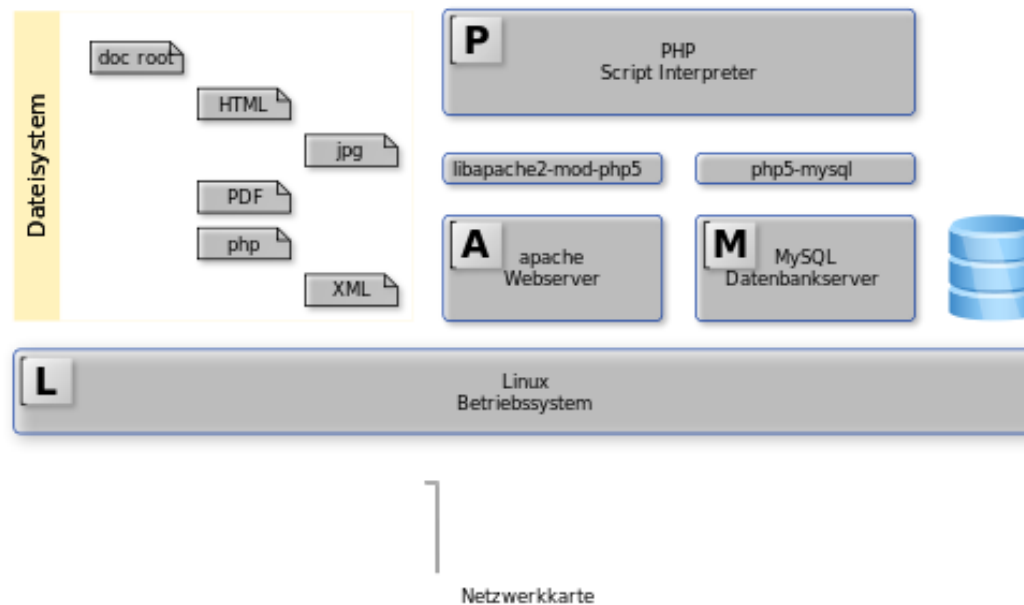 Dateisystem
doc root
HTML
jpg
PDF
php
XML
P
PHP
Script Interpreter
libapache2-mod-php5
php5-mysql
A
apache
Webserver
M
MySQL
Datenbankserver
L
Linux
Betriebssystem
Netzwerkkarte